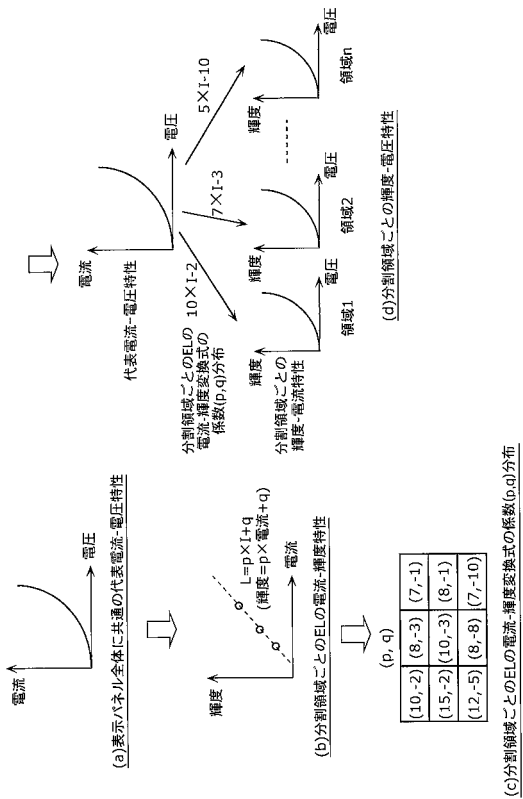 電流
電圧
(a)表示パネル全体に共通の代表電流-電圧特性
輝度
L=p×I+q
(輝度=p×電流+q)
電流
(b)分割領域ごとのELの電流-輝度特性
(p, q)
(10,-2) (8,-3) (7,-1)
(15,-2) (10,-3) (8,-1)
(12,-5) (8,-8) (7,-10)
(c)分割領域ごとのELの電流-輝度変換式の係数(p,q)分布
電流
電圧
代表電流-電圧特性
分割領域ごとのELの
電流-輝度変換式の
係数(p,q)分布
10×I-2
7×I-3
5×I-10
分割領域ごとの
輝度-電流特性
輝度
電圧
領域1
輝度
電圧
領域2
輝度
電圧
領域n
(d)分割領域ごとの輝度-電圧特性